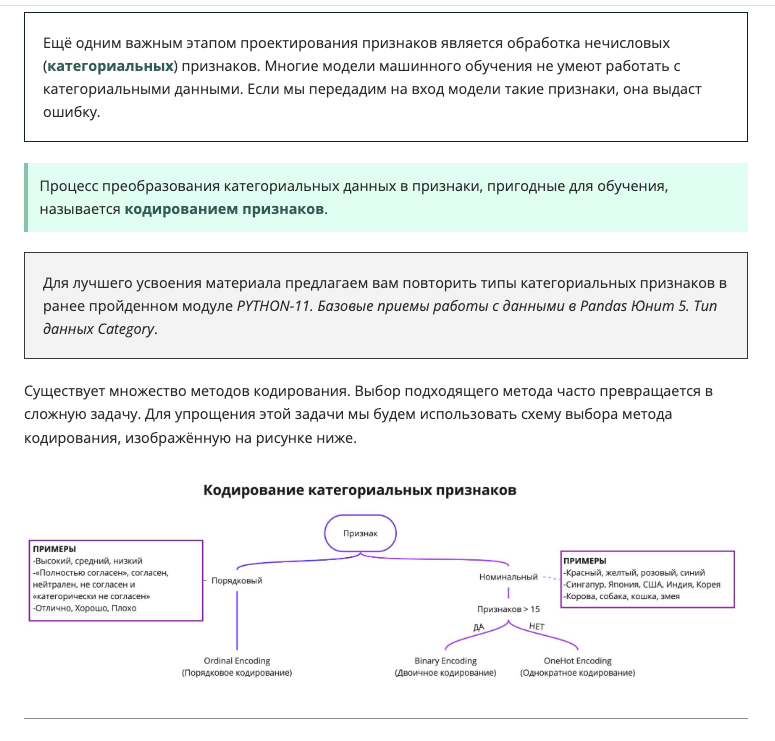 Ещё одним важным этапом проектирования признаков является обработка нечисловых
(категориальных) признаков. Многие модели машинного обучения не умеют работать с
категориальными данными. Если мы передадим на вход модели такие признаки, она выдаст
ошибку.
Процесс преобразования категориальных данных в признаки, пригодные для обучения,
называется кодированием признаков.
Для лучшего усвоения материала предлагаем вам повторить типы категориальных признаков в
ранее пройденном модуле PYTHON-11. Базовые приемы работы с данными в Pandas Юнит 5. Тип
данных Category.
Существует множество методов кодирования. Выбор подходящего метода часто превращается в
сложную задачу. Для упрощения этой задачи мы будем использовать схему выбора метода
кодирования, изображённую на рисунке ниже.
Кодирование категориальных признаков
Признак
ПРИМЕРЫ
-Высокий, средний, низкий
-«Полностью согласен», согласен,
нейтрален, не согласен и
«категорически не согласен»
-Отлично, Хорошо, Плохо
Порядковый
Номинальный
ПРИМЕРЫ
-Красный, желтый, розовый, синий
-Сингапур, Япония, США, Индия, Корея
-Корова, собака, кошка, змея
Признаков > 15
ДА
НЕТ
Ordinal Encoding
(Порядковое кодирование)
Binary Encoding
(Двоичное кодирование)
OneHot Encoding
(Однократное кодирование)